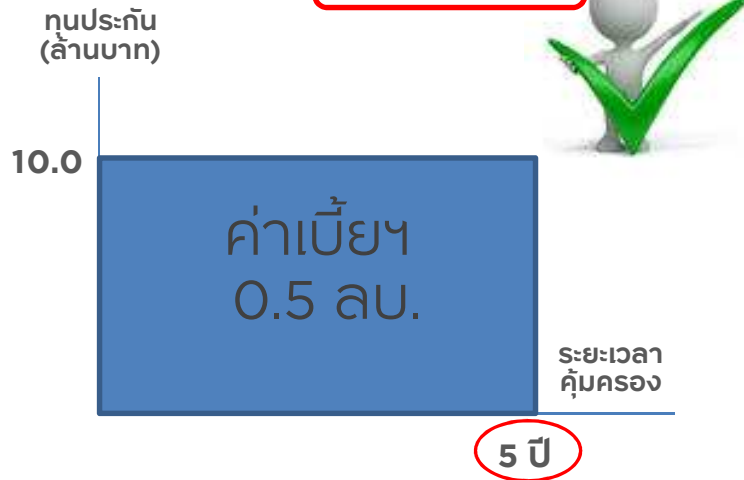 ทุนประกัน
(ล้านบาท)
10.0
ค่าเบี้ยฯ
0.5 ลบ.
ระยะเวลา
คุ้มครอง
5 ปี